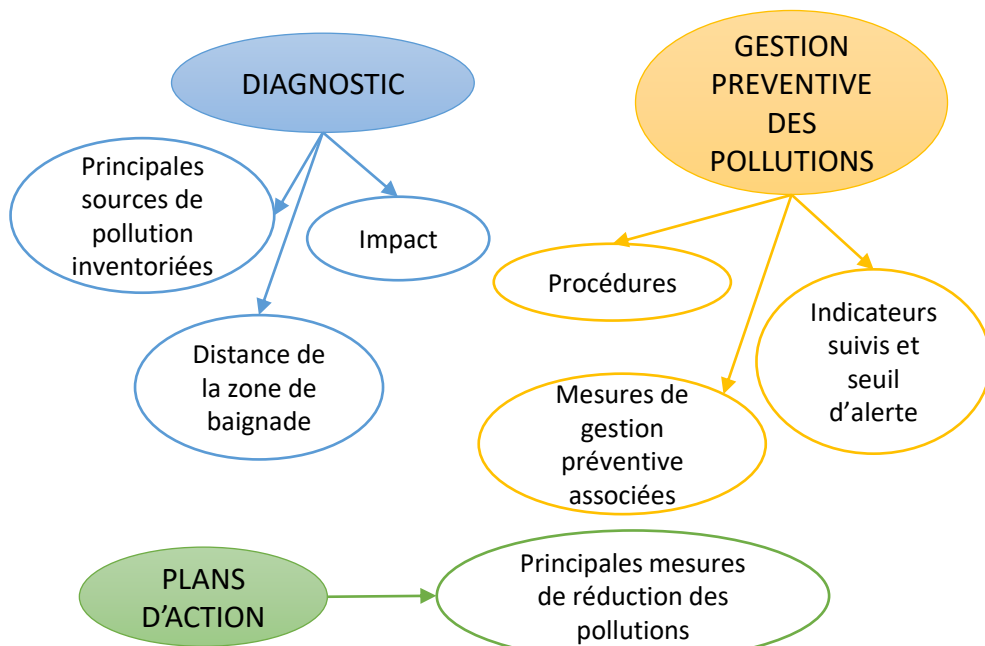 DIAGNOSTIC
Principales
sources de
pollution
inventoriées
Impact
Distance de
la zone de
baignade
GESTION
PREVENTIVE
DES
POLLUTIONS
Procédures
Mesures de
gestion
préventive
associées
Indicateurs
suivis et
seuil
d’alerte
PLANS
D’ACTION
Principales mesures
de réduction des
pollutions